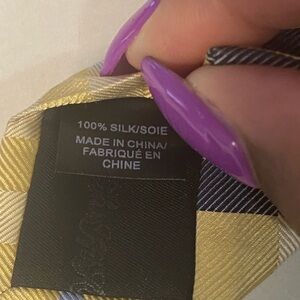 100% SILK/SOIE
MADE IN CHINA/
FABRIQUÉ EN
CHINE